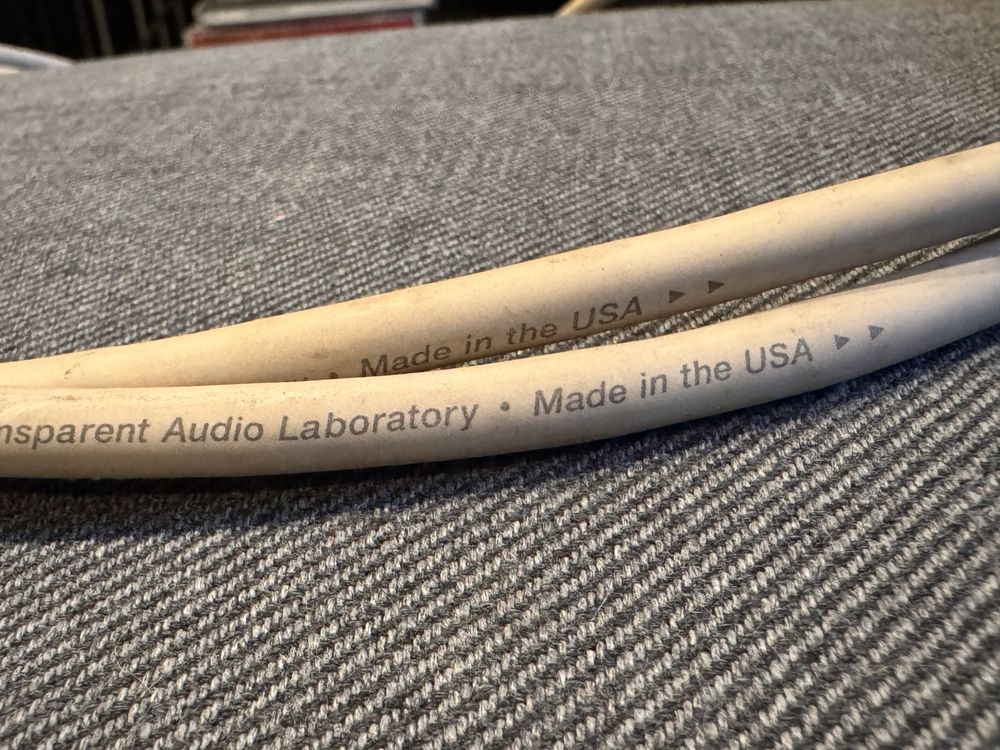 • Made in the USA ▸ ▸
nsparent Audio Laboratory • Made in the USA ▸ ▸